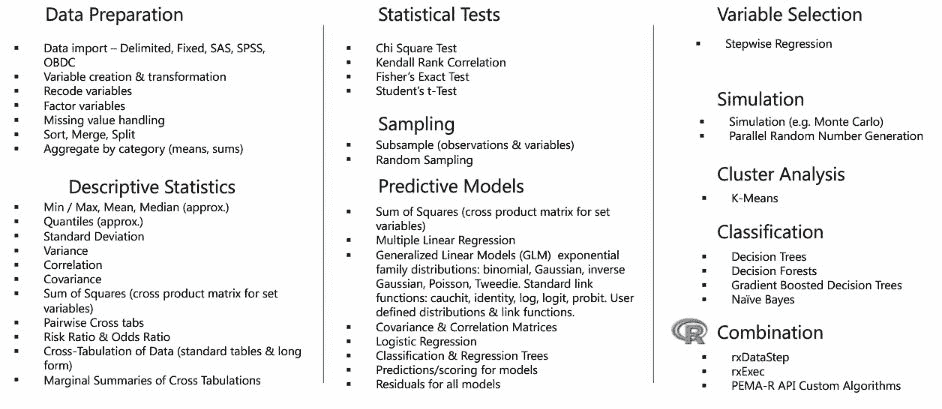 Data Preparation
Data import – Delimited, Fixed, SAS, SPSS,
OBDC
Variable creation & transformation
Recode variables
Factor variables
Missing value handling
Sort, Merge, Split
Aggregate by category (means, sums)
Descriptive Statistics
Min / Max, Mean, Median (approx.)
Quantiles (approx.)
Standard Deviation
Variance
Correlation
Covariance
Sum of Squares (cross product matrix for set
variables)
Pairwise Cross tabs
Risk Ratio & Odds Ratio
Cross-Tabulation of Data (standard tables & long
form)
Marginal Summaries of Cross Tabulations
Statistical Tests
Chi Square Test
Kendall Rank Correlation
Fisher's Exact Test
Student's t-Test
Sampling
Subsample (observations & variables)
Random Sampling
Predictive Models
Sum of Squares (cross product matrix for set
variables)
Multiple Linear Regression
Generalized Linear Models (GLM) exponential
family distributions: binomial, Gaussian, inverse
Gaussian, Poisson, Tweedie. Standard link
functions: cauchit, identity, log, logit, probit. User
defined distributions & link functions.
Covariance & Correlation Matrices
Logistic Regression
Classification & Regression Trees
Predictions/scoring for models
Residuals for all models
Variable Selection
Stepwise Regression
Simulation
Simulation (e.g. Monte Carlo)
Parallel Random Number Generation
Cluster Analysis
K-Means
Classification
Decision Trees
Decision Forests
Gradient Boosted Decision Trees
Naïve Bayes
R
Combination
rxDataStep
rxExec
PEMA-R API Custom Algorithms